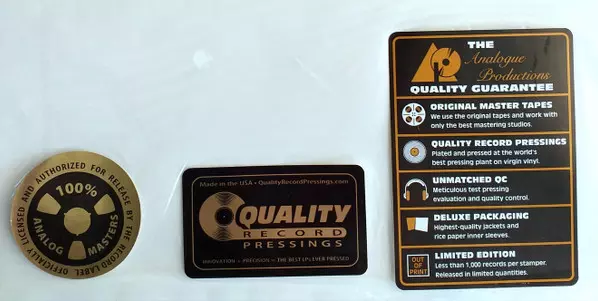 OFFICIALLY LICENSED AND AUTHORIZED FOR RELEASE BY THE RECORD LABEL
100%
ANALOG
MASTERS
Made in the USA • QualityRecordPressings.com
QUALITY
RECORD
PRESSINGS
INNOVATION • PRECISION • THE BEST LPs EVER PRESSED
THE
Analogue
Productions
QUALITY GUARANTEE
ORIGINAL MASTER TAPES
We use the original tapes and work with
only the best mastering studios.
QUALITY RECORD PRESSINGS
Plated and pressed at the world's
best pressing plant on virgin vinyl.
UNMATCHED QC
Meticulous test pressing
evaluation and quality control.
DELUXE PACKAGING
Highest-quality jackets and
rice paper inner sleeves.
OUT OF
PRINT
LIMITED EDITION
Less than 1,000 records per stamper.
Released in limited quantities.